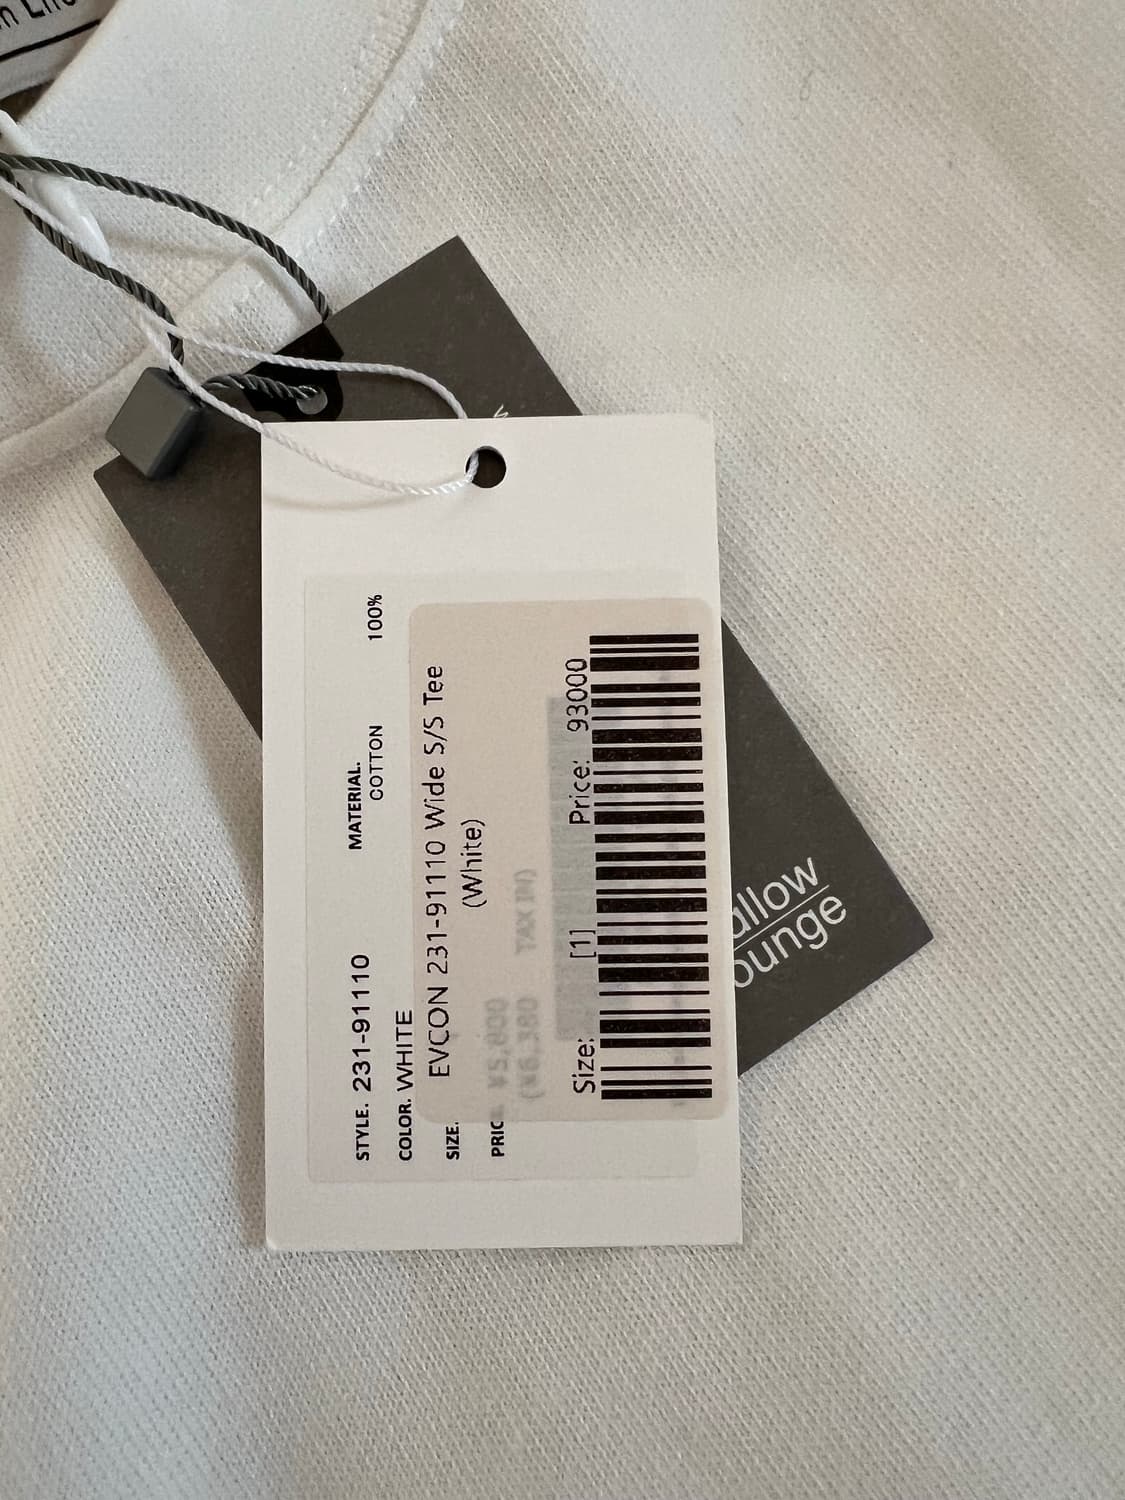 STYLE. 231-91110
MATERIAL.
COTTON 100%
COLOR. WHITE
SIZE.
EVCON 231-91110 Wide S/S Tee
(White)
¥5,800
(¥6,380 TAX IN)
Size: [1] Price: 93000
allow
ounge